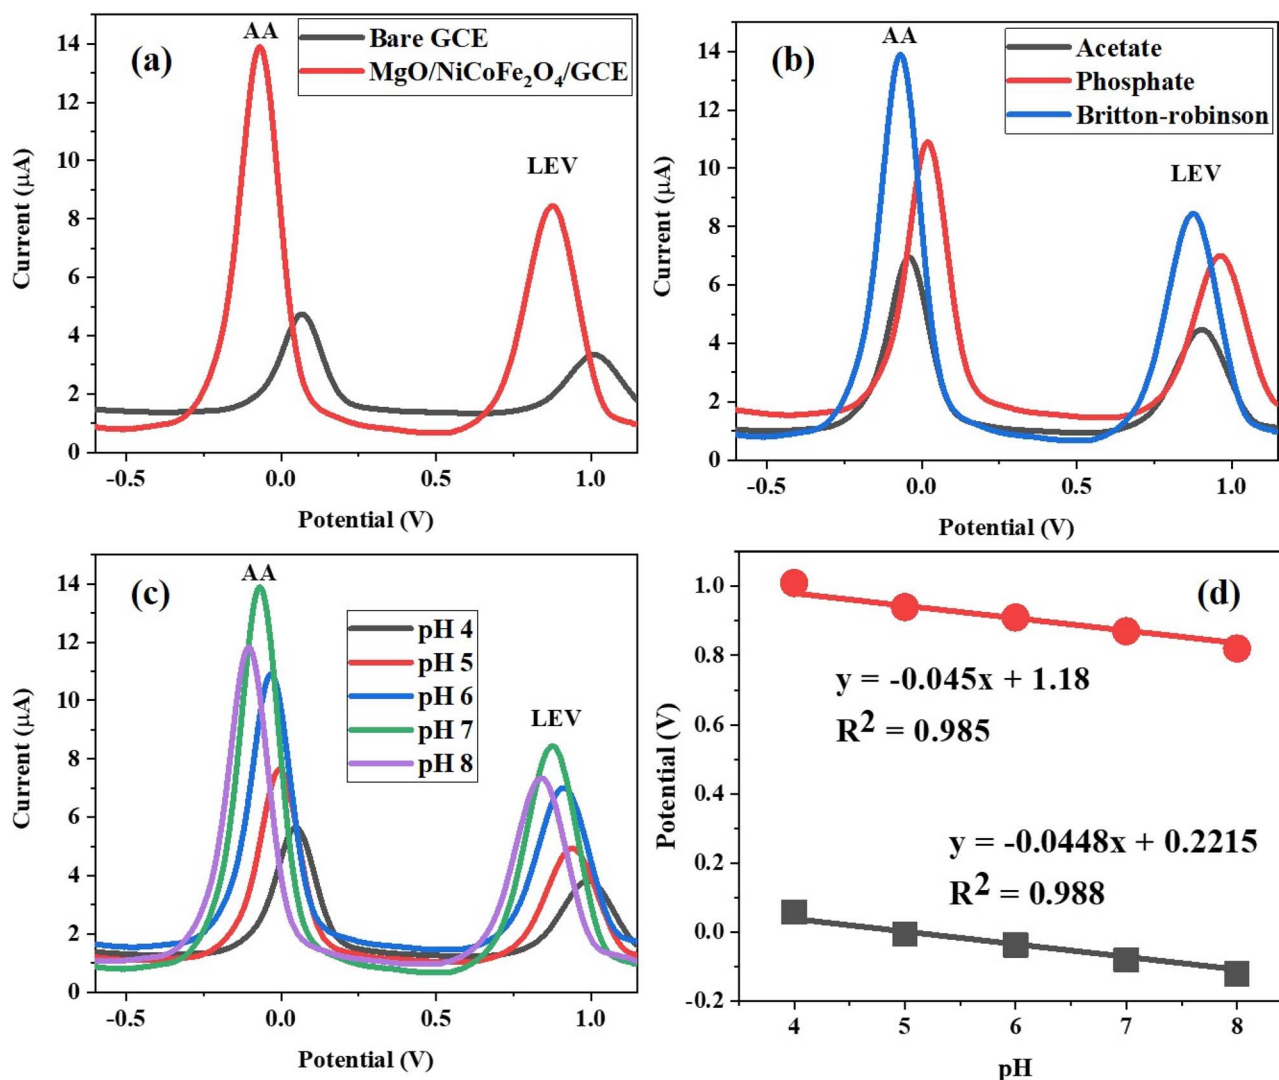 (a)
AA
LEV
Bare GCE
MgO/NiCoFe₂O₄/GCE
14
12
10
8
6
4
2
0
Current (μA)
-0.5
0.0
0.5
1.0
Potential (V)
(b)
AA
LEV
Acetate
Phosphate
Britton-robinson
14
12
10
8
6
4
2
0
Current (μA)
-0.5
0.0
0.5
1.0
Potential (V)
(c)
AA
LEV
pH 4
pH 5
pH 6
pH 7
pH 8
14
12
10
8
6
4
2
0
Current (μA)
-0.5
0.0
0.5
1.0
Potential (V)
(d)
1.0
0.8
0.6
0.4
0.2
0.0
-0.2
Potential (V)
y = -0.045x + 1.18
R² = 0.985
y = -0.0448x + 0.2215
R² = 0.988
4
5
6
7
8
pH